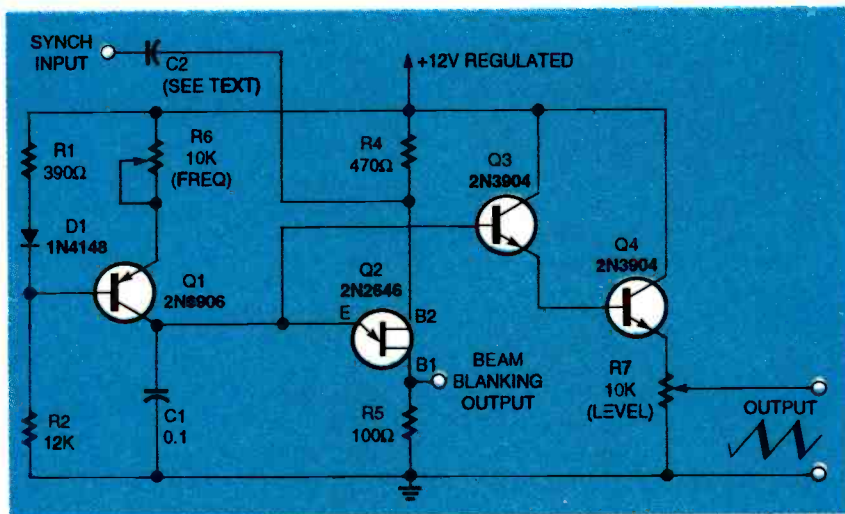 SYNCH
INPUT
C2
(SEE TEXT)
+12V REGULATED
R1
390Ω
R6
10K
(FREQ)
R4
470Ω
Q3
2N3904
D1
1N4148
Q1
2N6906
Q2
2N2646
Q4
2N3904
E
B2
B1
BEAM
BLANKING
OUTPUT
R7
10K
(LEVEL)
OUTPUT
R2
12K
C1
0.1
R5
100Ω